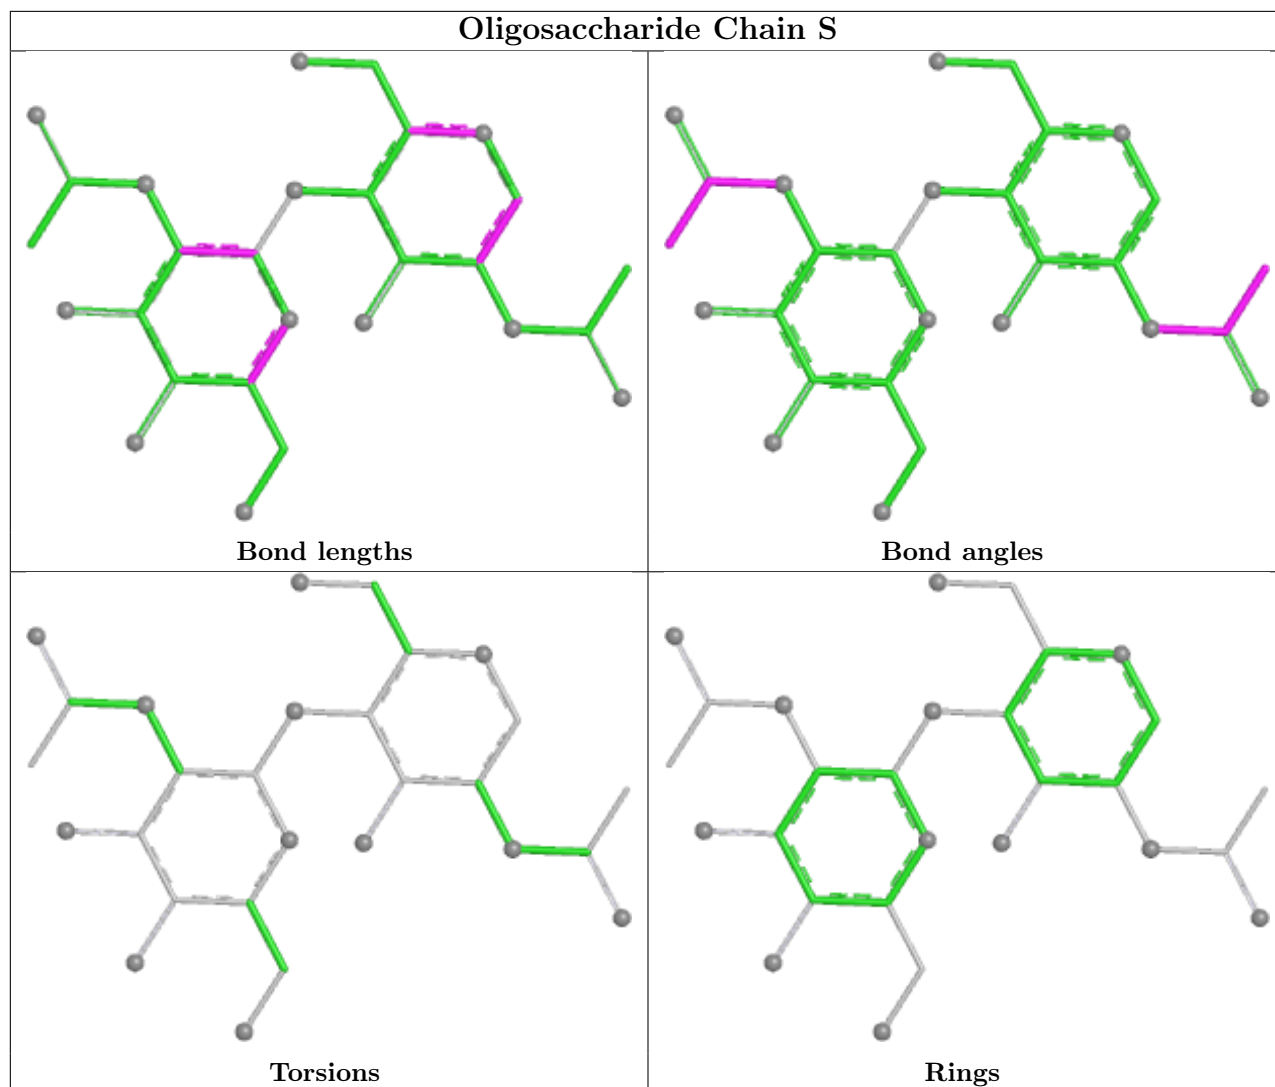 Oligosaccharide Chain S
Bond lengths
Bond angles
Torsions
Rings